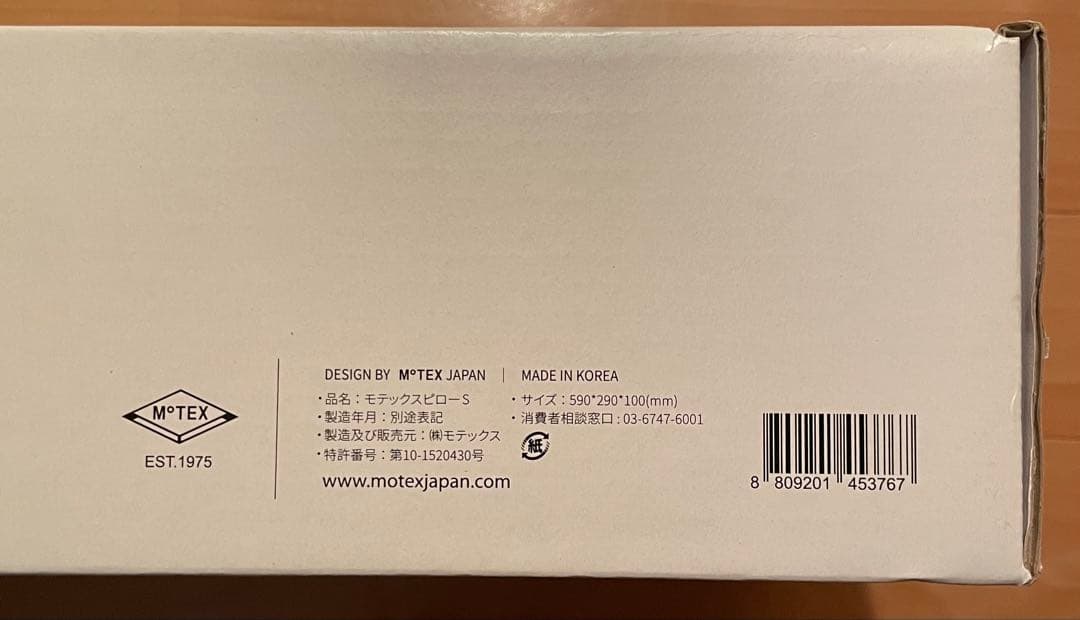 MoTEX
EST.1975
DESIGN BY MoTEX JAPAN | MADE IN KOREA
・品名：モテックスピローS
・製造年月：別途表記
・製造及び販売元：㈱モテックス
・特許番号：第10-1520430号
・サイズ：590*290*100(mm)
・消費者相談窓口：03-6747-6001
紙
www.motexjapan.com
8 809201 453767